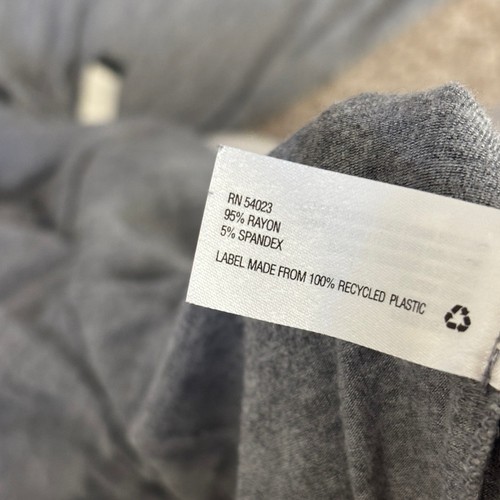 RN 54023
95% RAYON
5% SPANDEX
LABEL MADE FROM 100% RECYCLED PLASTIC